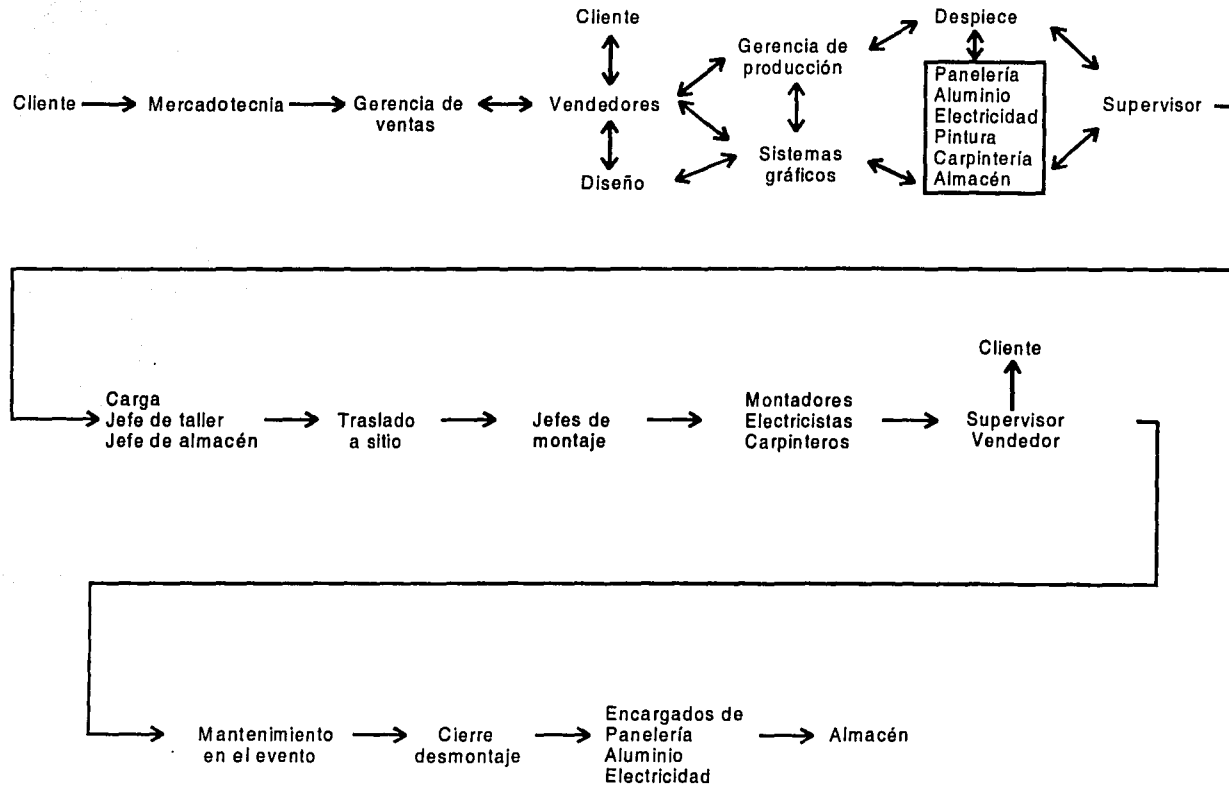 Cliente
Mercadotecnia
Gerencia de
ventas
Cliente
Vendedores
Diseño
Gerencia de
producción
Sistemas
gráficos
Despiece
Panelería
Aluminio
Electricidad
Pintura
Carpintería
Almacén
Supervisor
Carga
Jefe de taller
Jefe de almacén
Traslado
a sitio
Jefes de
montaje
Montadores
Electricistas
Carpinteros
Cliente
Supervisor
Vendedor
Mantenimiento
en el evento
Cierre
desmontaje
Encargados de
Panelería
Aluminio
Electricidad
Almacén